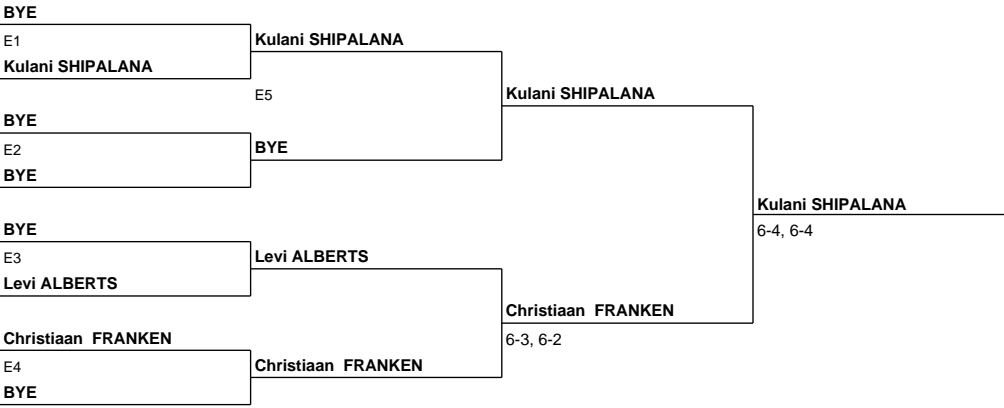 BYE
E1
Kulani SHIPALANA
Kulani SHIPALANA
E5
Kulani SHIPALANA
BYE
E2
BYE
BYE
Kulani SHIPALANA
6-4, 6-4
BYE
E3
Levi ALBERTS
Levi ALBERTS
Christiaan  FRANKEN
6-3, 6-2
Christiaan  FRANKEN
E4
BYE
Christiaan  FRANKEN